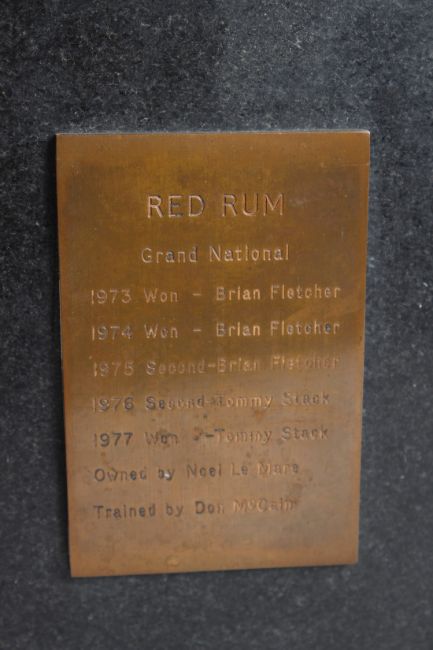 RED RUM
Grand National
1973 Won - Brian Fletcher
1974 Won - Brian Fletcher
1975 Second-Brian Fletcher
1976 Second-Tommy Stack
1977 Won -Tommy Stack
Owned by Noel Le Mare
Trained by Don McCain